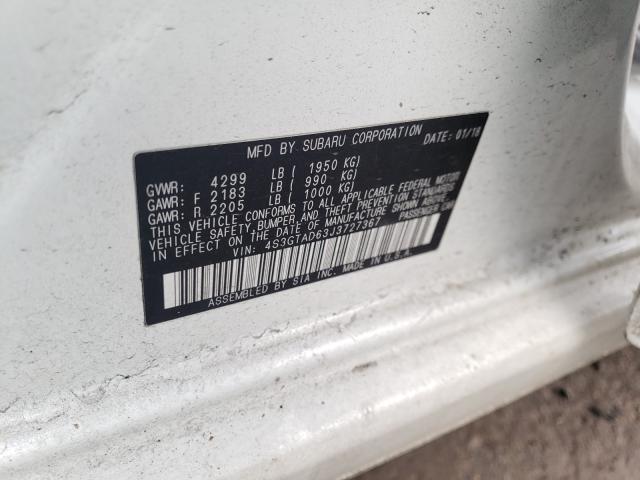 MFD BY SUBARU CORPORATION DATE: 01/18
GVWR: 4299 LB ( 1950 KG)
GAWR: F 2183 LB ( 990 KG)
GAWR: R 2205 LB ( 1000 KG)
THIS VEHICLE CONFORMS TO ALL APPLICABLE FEDERAL MOTOR
VEHICLE SAFETY, BUMPER, AND THEFT PREVENTION STANDARDS
IN EFFECT ON THE DATE OF MANUFACTURE SHOWN ABOVE.
VIN: 4S3GTAD63J3727367 PASSENGER CAR
ASSEMBLED BY SIA INC. MADE IN U.S.A.